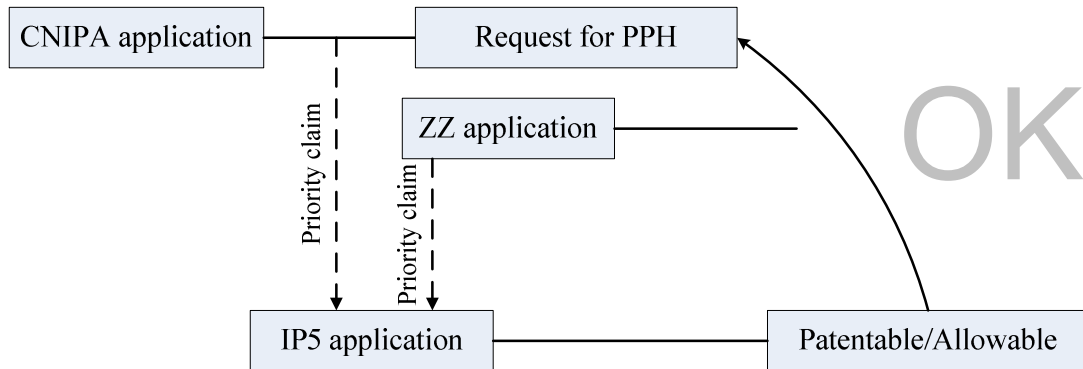 CNIPA application
Request for PPH
ZZ application
OK
Priority claim
Priority claim
IP5 application
Patentable/Allowable